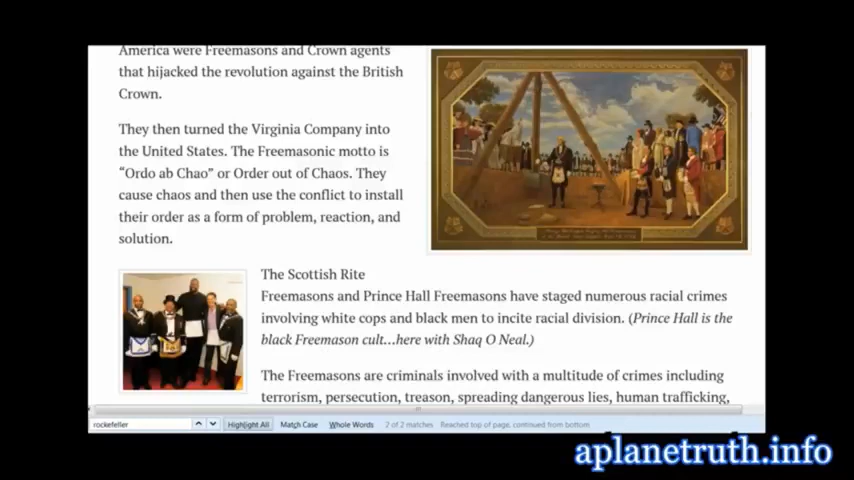 America were Freemasons and Crown agents
that hijacked the revolution against the British
Crown.
They then turned the Virginia Company into
the United States. The Freemasonic motto is
“Ordo ab Chao” or Order out of Chaos. They
cause chaos and then use the conflict to install
their order as a form of problem, reaction, and
solution.
The Scottish Rite
Freemasons and Prince Hall Freemasons have staged numerous racial crimes
involving white cops and black men to incite racial division. (Prince Hall is the
black Freemason cult…here with Shaq O Neal.)
The Freemasons are criminals involved with a multitude of crimes including
terrorism, persecution, treason, spreading dangerous lies, human trafficking,
rockefeller
Highlight All
Match Case
Whole Words
2 of 2 matches
Reached top of page, continued from bottom
aplanetruth.info